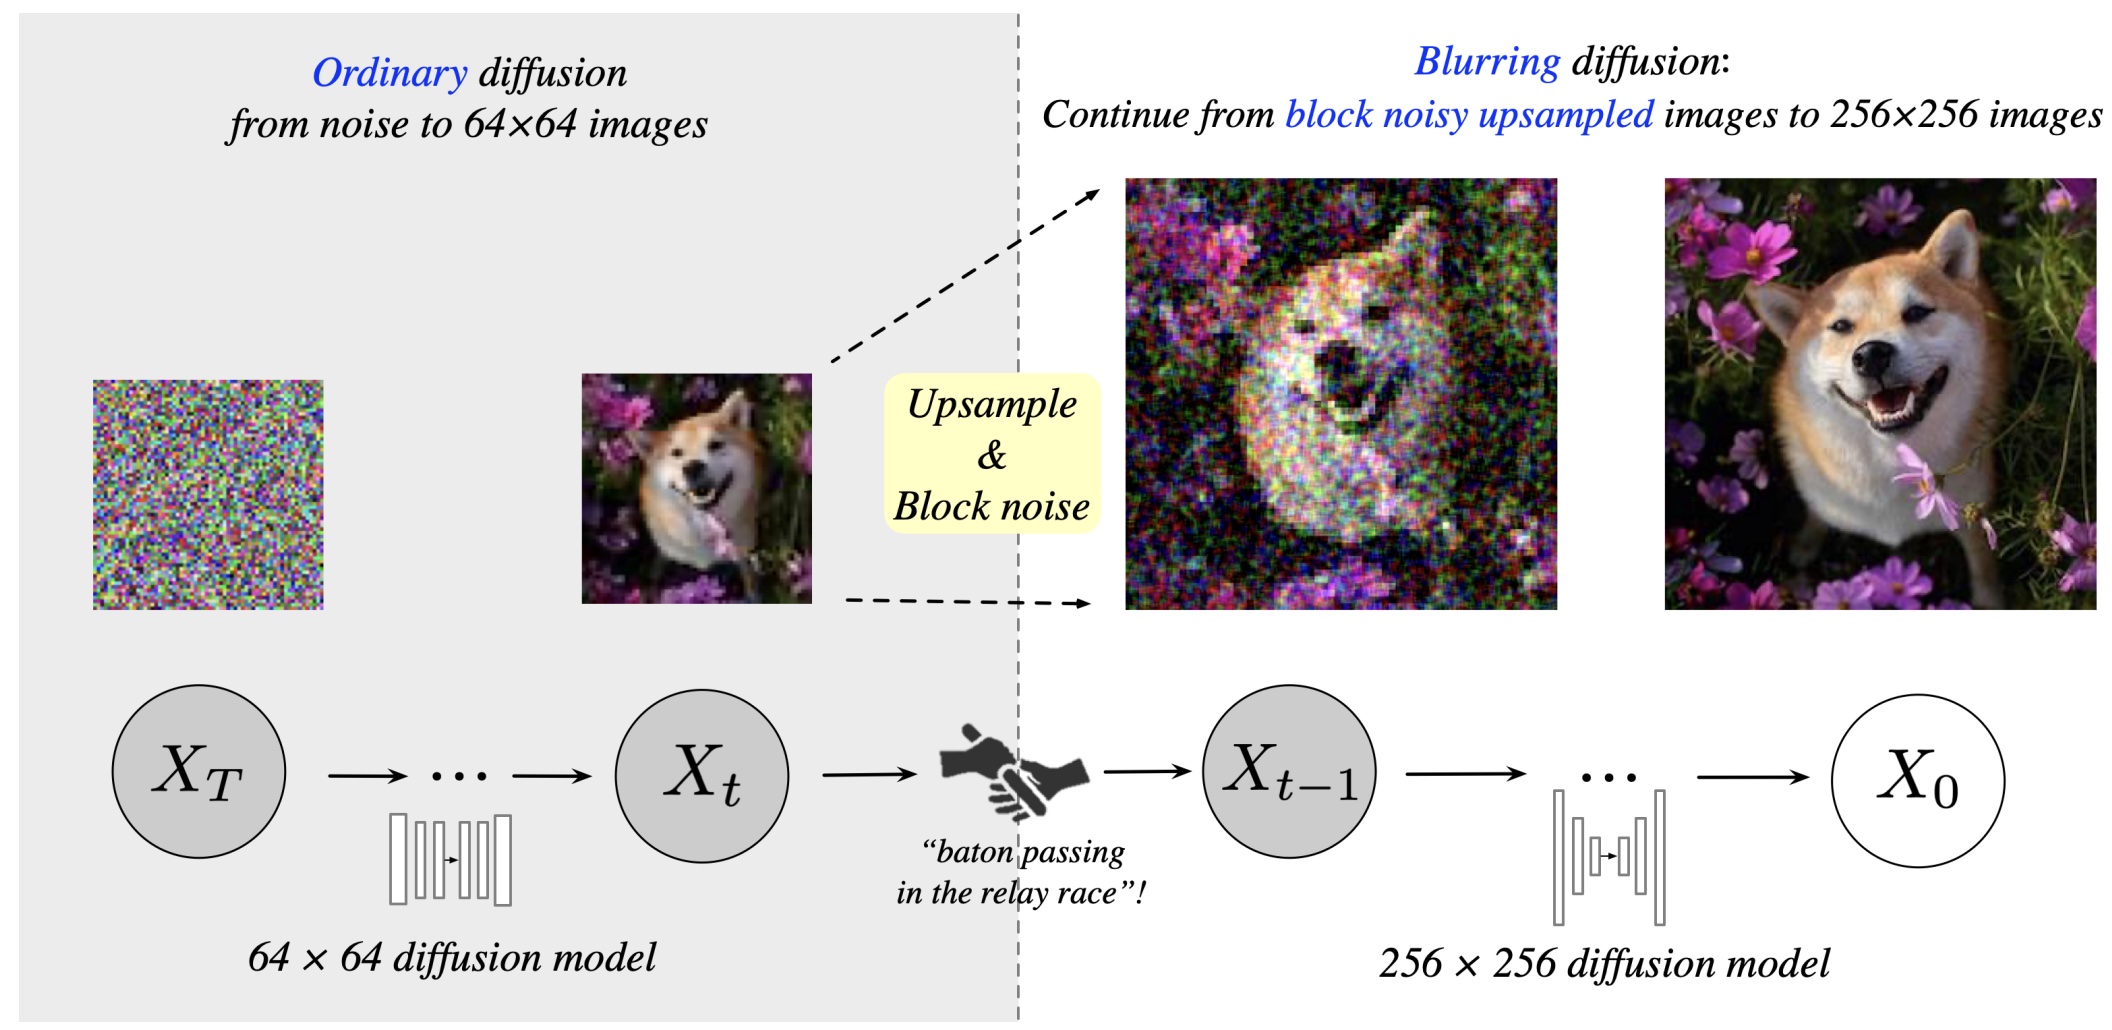 Ordinary diffusion
from noise to 64×64 images
Blurring diffusion:
Continue from block noisy upsampled images to 256×256 images
Upsample
&
Block noise
X_T
...
X_t
X_{t-1}
...
X_0
"baton passing
in the relay race"!
64 × 64 diffusion model
256 × 256 diffusion model